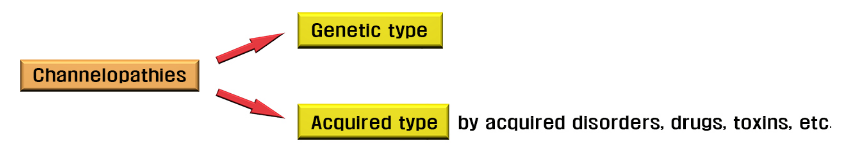 Genetic type
Channelopathies
Acquired type by acquired disorders, drugs, toxins, etc.